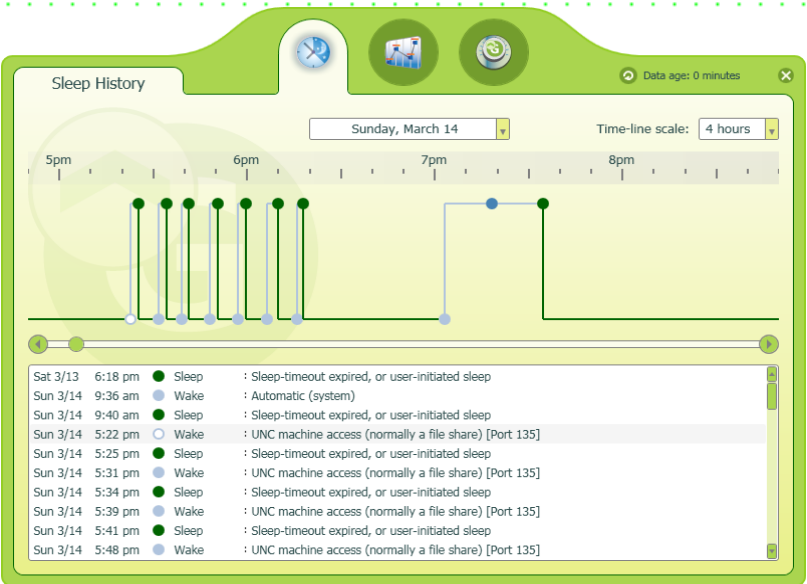 Sleep History
Data age: 0 minutes
Sunday, March 14
Time-line scale: 4 hours
5pm 6pm 7pm 8pm
Sat 3/13 6:18 pm Sleep : Sleep-timeout expired, or user-initiated sleep
Sun 3/14 9:36 am Wake : Automatic (system)
Sun 3/14 9:40 am Sleep : Sleep-timeout expired, or user-initiated sleep
Sun 3/14 5:22 pm Wake : UNC machine access (normally a file share) [Port 135]
Sun 3/14 5:25 pm Sleep : Sleep-timeout expired, or user-initiated sleep
Sun 3/14 5:31 pm Wake : UNC machine access (normally a file share) [Port 135]
Sun 3/14 5:34 pm Sleep : Sleep-timeout expired, or user-initiated sleep
Sun 3/14 5:39 pm Wake : UNC machine access (normally a file share) [Port 135]
Sun 3/14 5:41 pm Sleep : Sleep-timeout expired, or user-initiated sleep
Sun 3/14 5:48 pm Wake : UNC machine access (normally a file share) [Port 135]